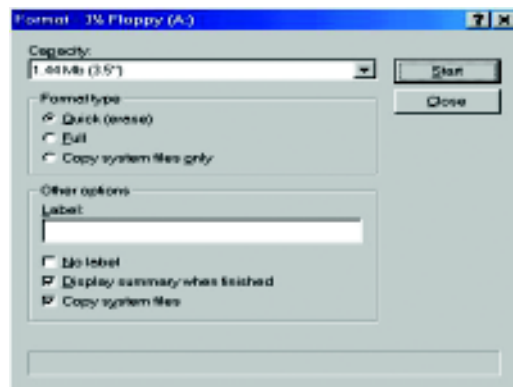 Format - 3½ Floppy (A:)
Capacity:
1.44 Mb (3.5")
Start
Close
Format type
Quick (erase)
Full
Copy system files only
Other options
Label:
No label
Display summary when finished
Copy system files